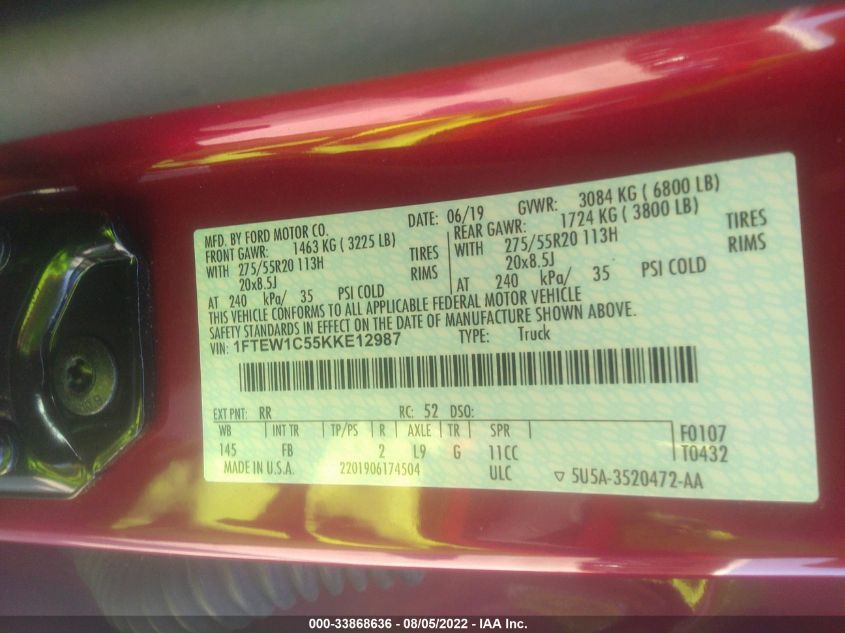 MFD. BY FORD MOTOR CO. DATE: 06/19 GVWR: 3084 KG ( 6800 LB)
FRONT GAWR: 1463 KG ( 3225 LB) REAR GAWR: 1724 KG ( 3800 LB)
WITH 275/55R20 113H TIRES WITH 275/55R20 113H TIRES
20x8.5J RIMS 20x8.5J RIMS
AT 240 kPa/ 35 PSI COLD AT 240 kPa/ 35 PSI COLD
THIS VEHICLE CONFORMS TO ALL APPLICABLE FEDERAL MOTOR VEHICLE
SAFETY STANDARDS IN EFFECT ON THE DATE OF MANUFACTURE SHOWN ABOVE.
VIN: 1FTEW1C55KKE12987 TYPE: Truck
EXT PNT: RR RC: 52 DSO:
WB INT TR TP/PS R AXLE TR SPR F0107
145 FB 2 L9 G 11CC T0432
MADE IN U.S.A. 2201906174504 ULC ▽ 5U5A-3520472-AA
000-33868636 - 08/05/2022 - IAA Inc.